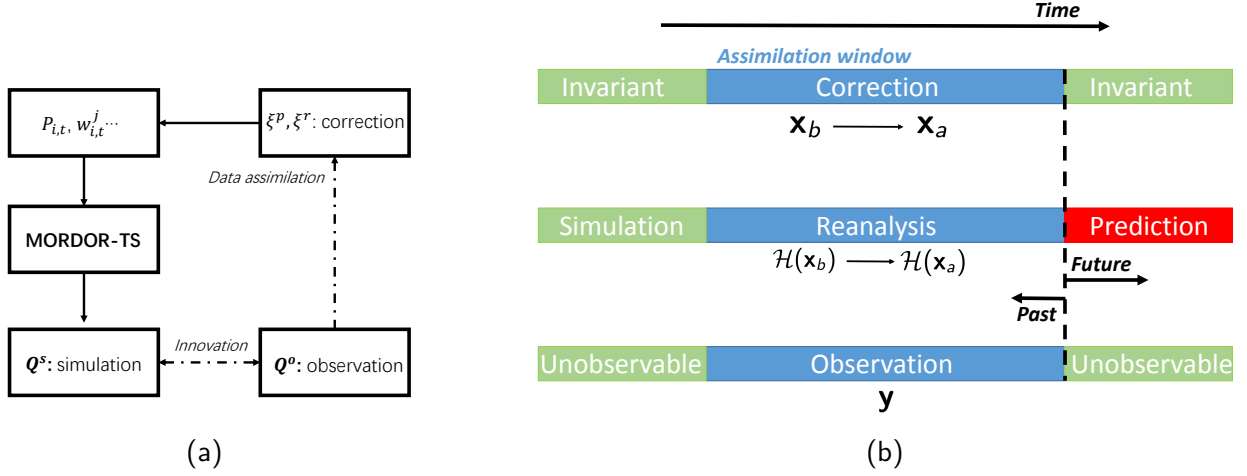 P_{i,t}, w^j_{i,t}...
ξ^p, ξ^r: correction
Data assimilation
MORDOR-TS
Q^s: simulation
Innovation
Q^o: observation
(a)
Time
Assimilation window
Invariant
Correction
Invariant
x_b → x_a
Simulation
Reanalysis
Prediction
ℋ(x_b) → ℋ(x_a)
Future
Past
Unobservable
Observation
Unobservable
y
(b)